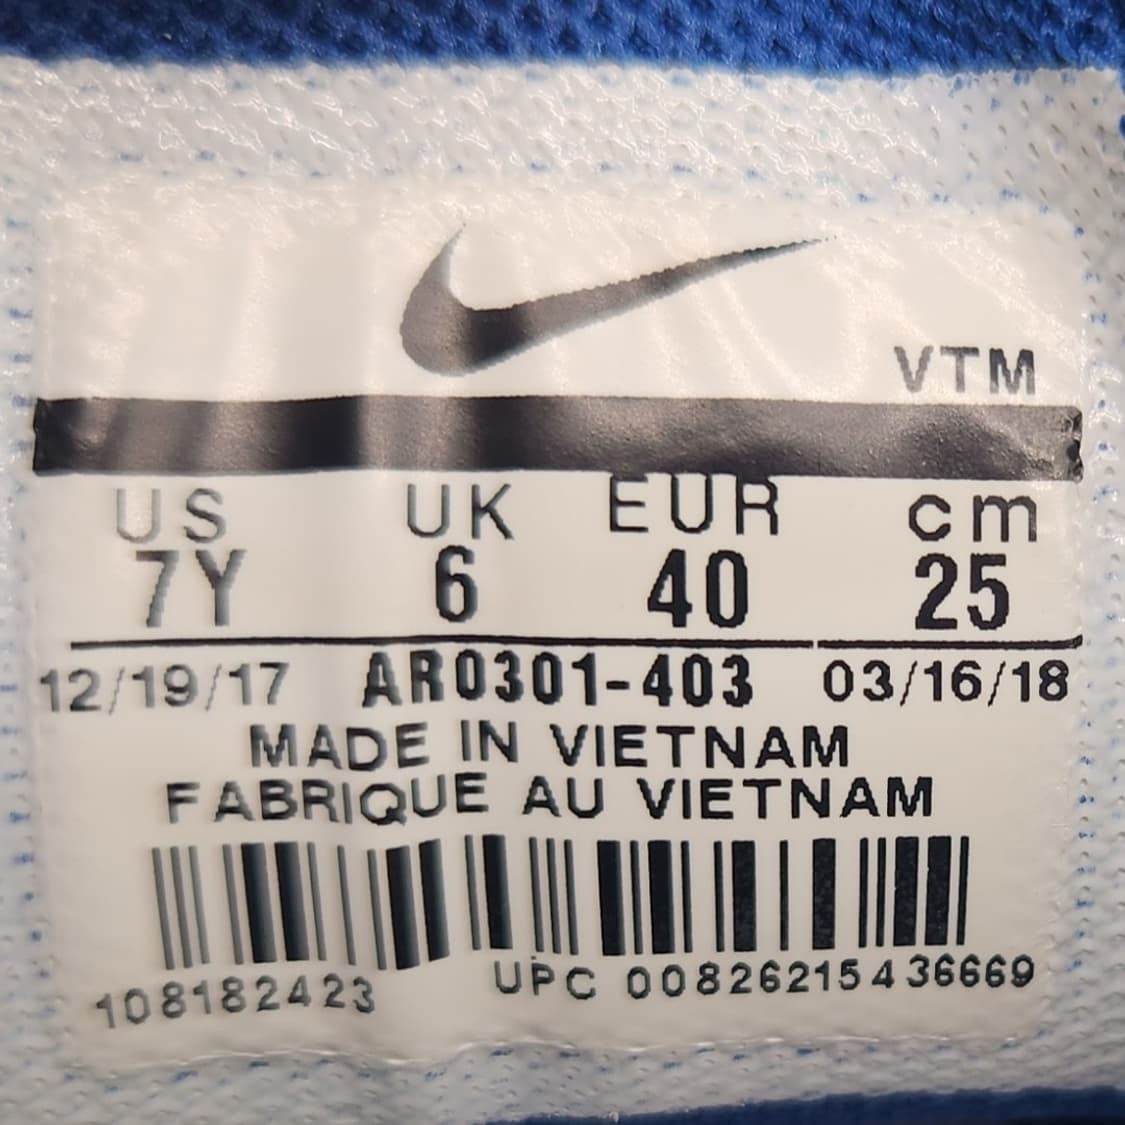 VTM
US UK EUR cm
7Y 6 40 25
12/19/17 AR0301-403 03/16/18
MADE IN VIETNAM
FABRIQUE AU VIETNAM
108182423 UPC 00826215436669